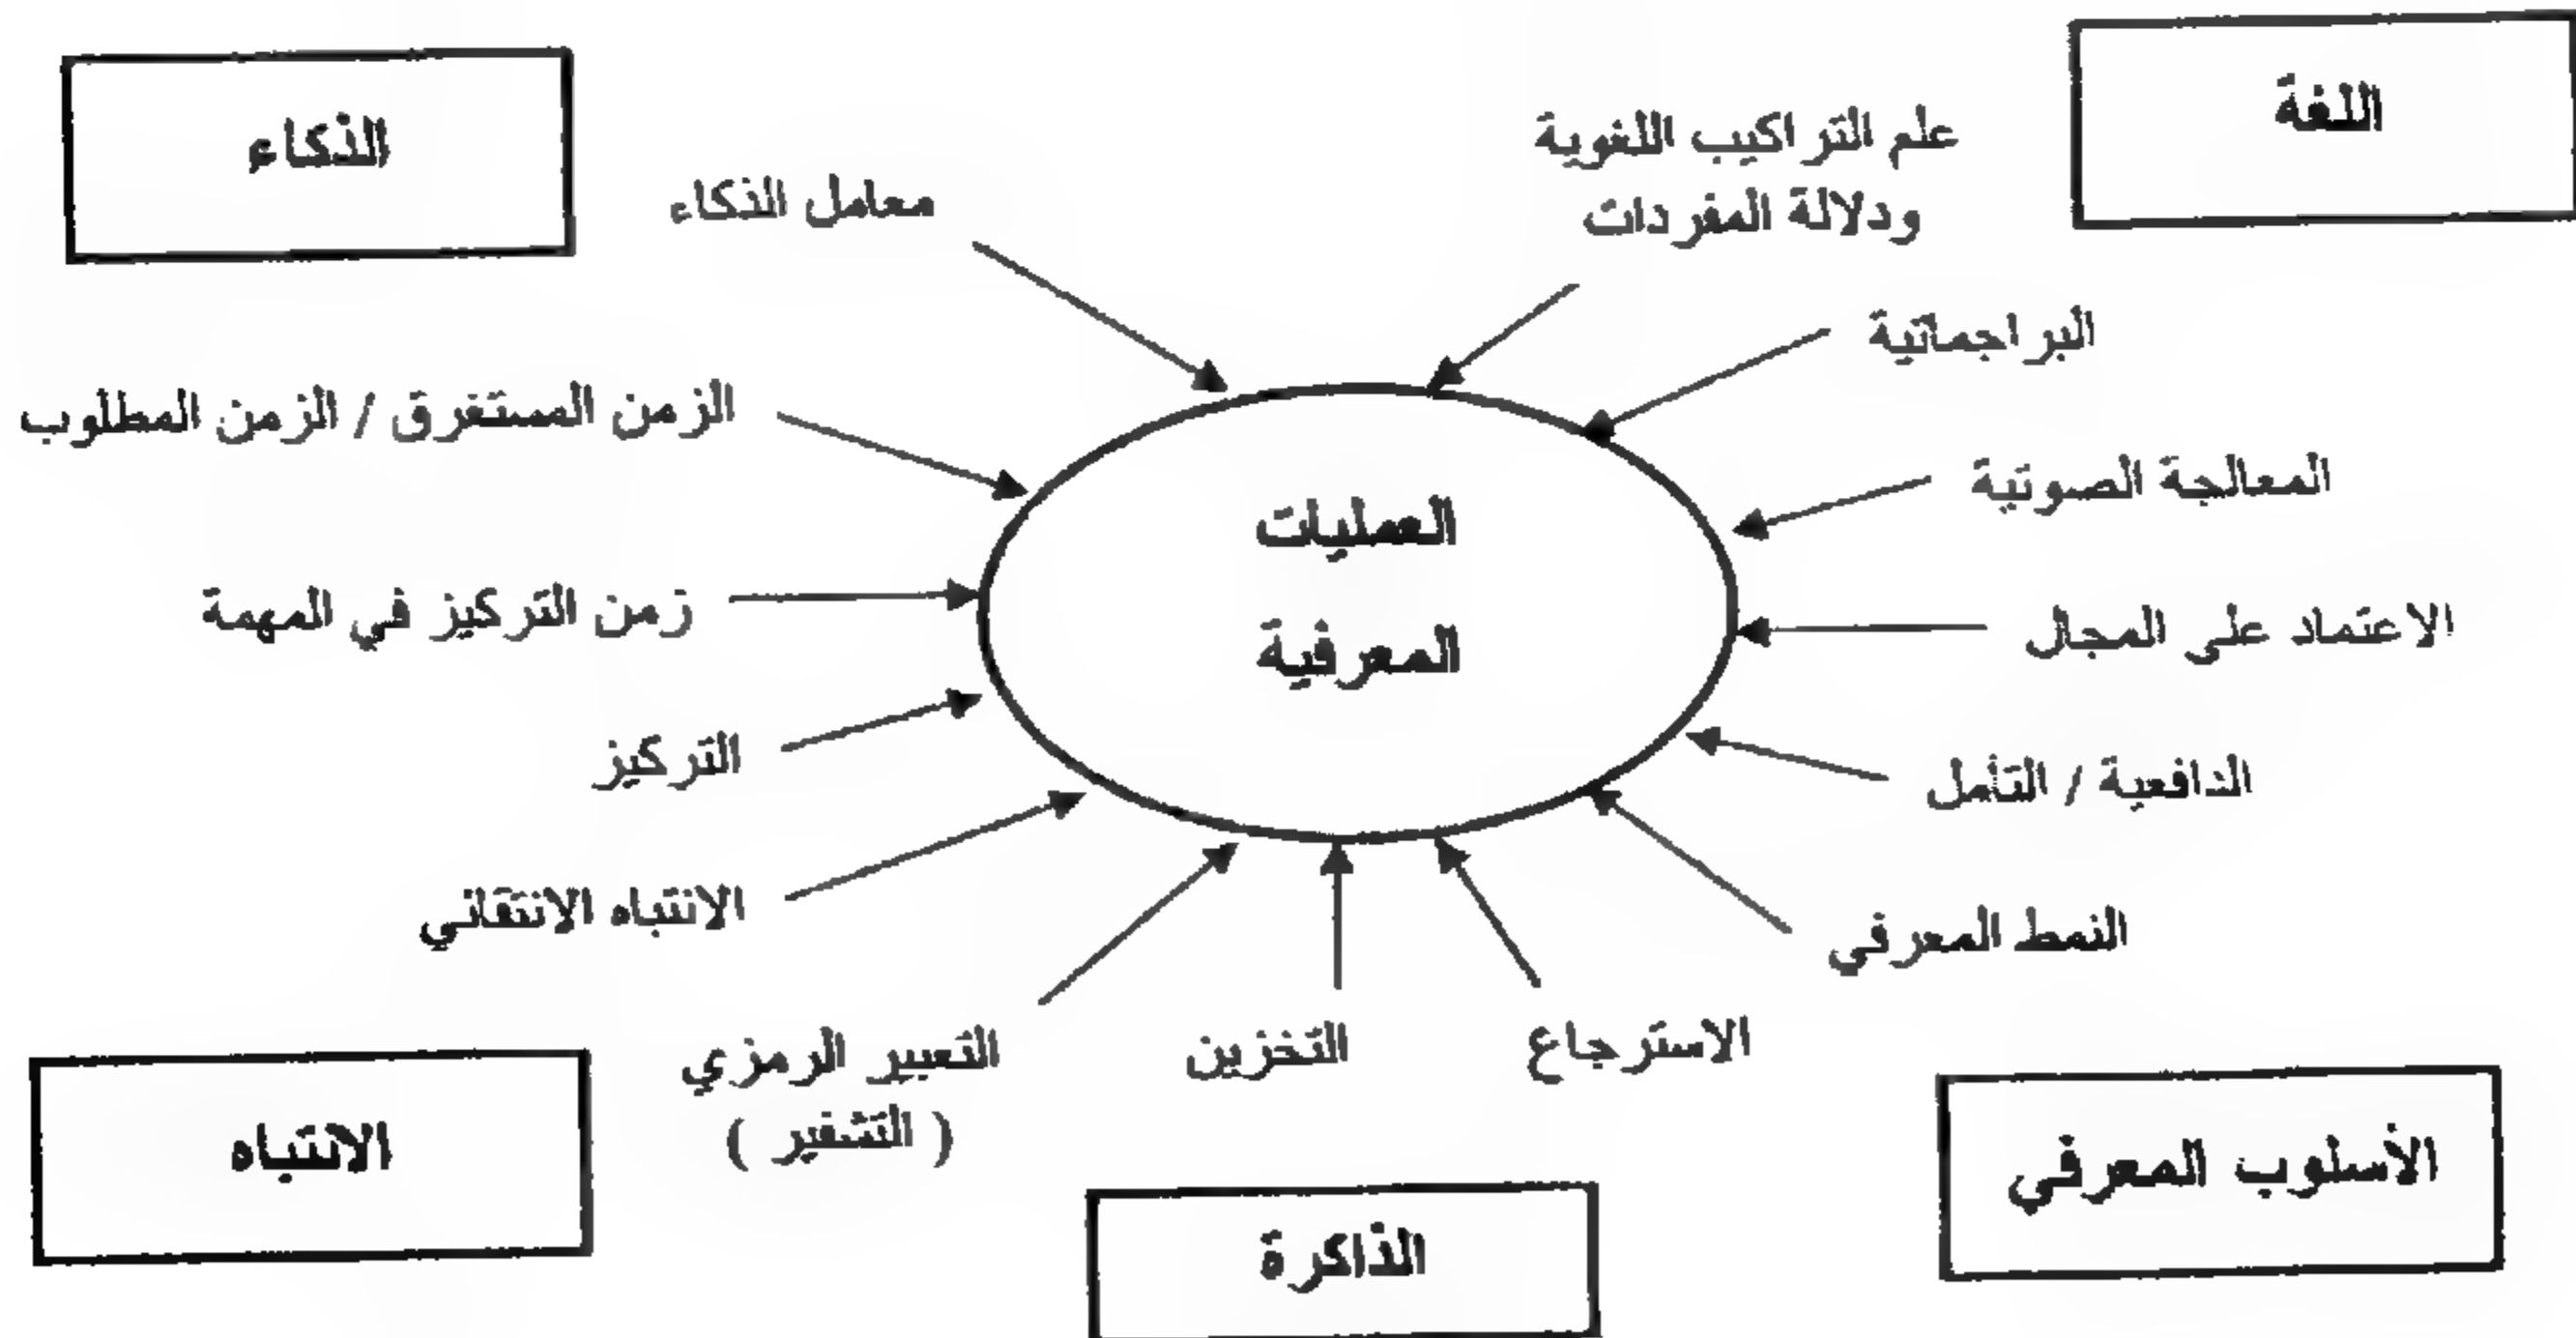 اللغة
الذكاء
علم التراكيب اللغوية
ودلالة المفردات
معامل الذكاء
البراجماتية
الزمن المستغرق / الزمن المطلوب
المعالجة الصوتية
العمليات
المعرفية
زمن التركيز في المهمة
الاعتماد على المجال
التركيز
الدافعية / التأمل
الانتباه الانتقائي
النمط المعرفي
الاسترجاع
التخزين
التعبير الرمزي
( التشفير )
الأسلوب المعرفي
الانتباه
الذاكرة